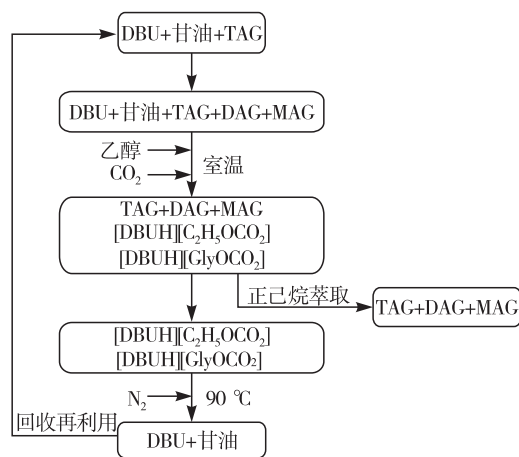 DBU+甘油+TAG
DBU+甘油+TAG+DAG+MAG
乙醇
CO₂
室温
TAG+DAG+MAG
[DBUH][C₂H₅OCO₂]
[DBUH][GlyOCO₂]
正己烷萃取
TAG+DAG+MAG
[DBUH][C₂H₅OCO₂]
[DBUH][GlyOCO₂]
N₂
90 ℃
回收再利用
DBU+甘油